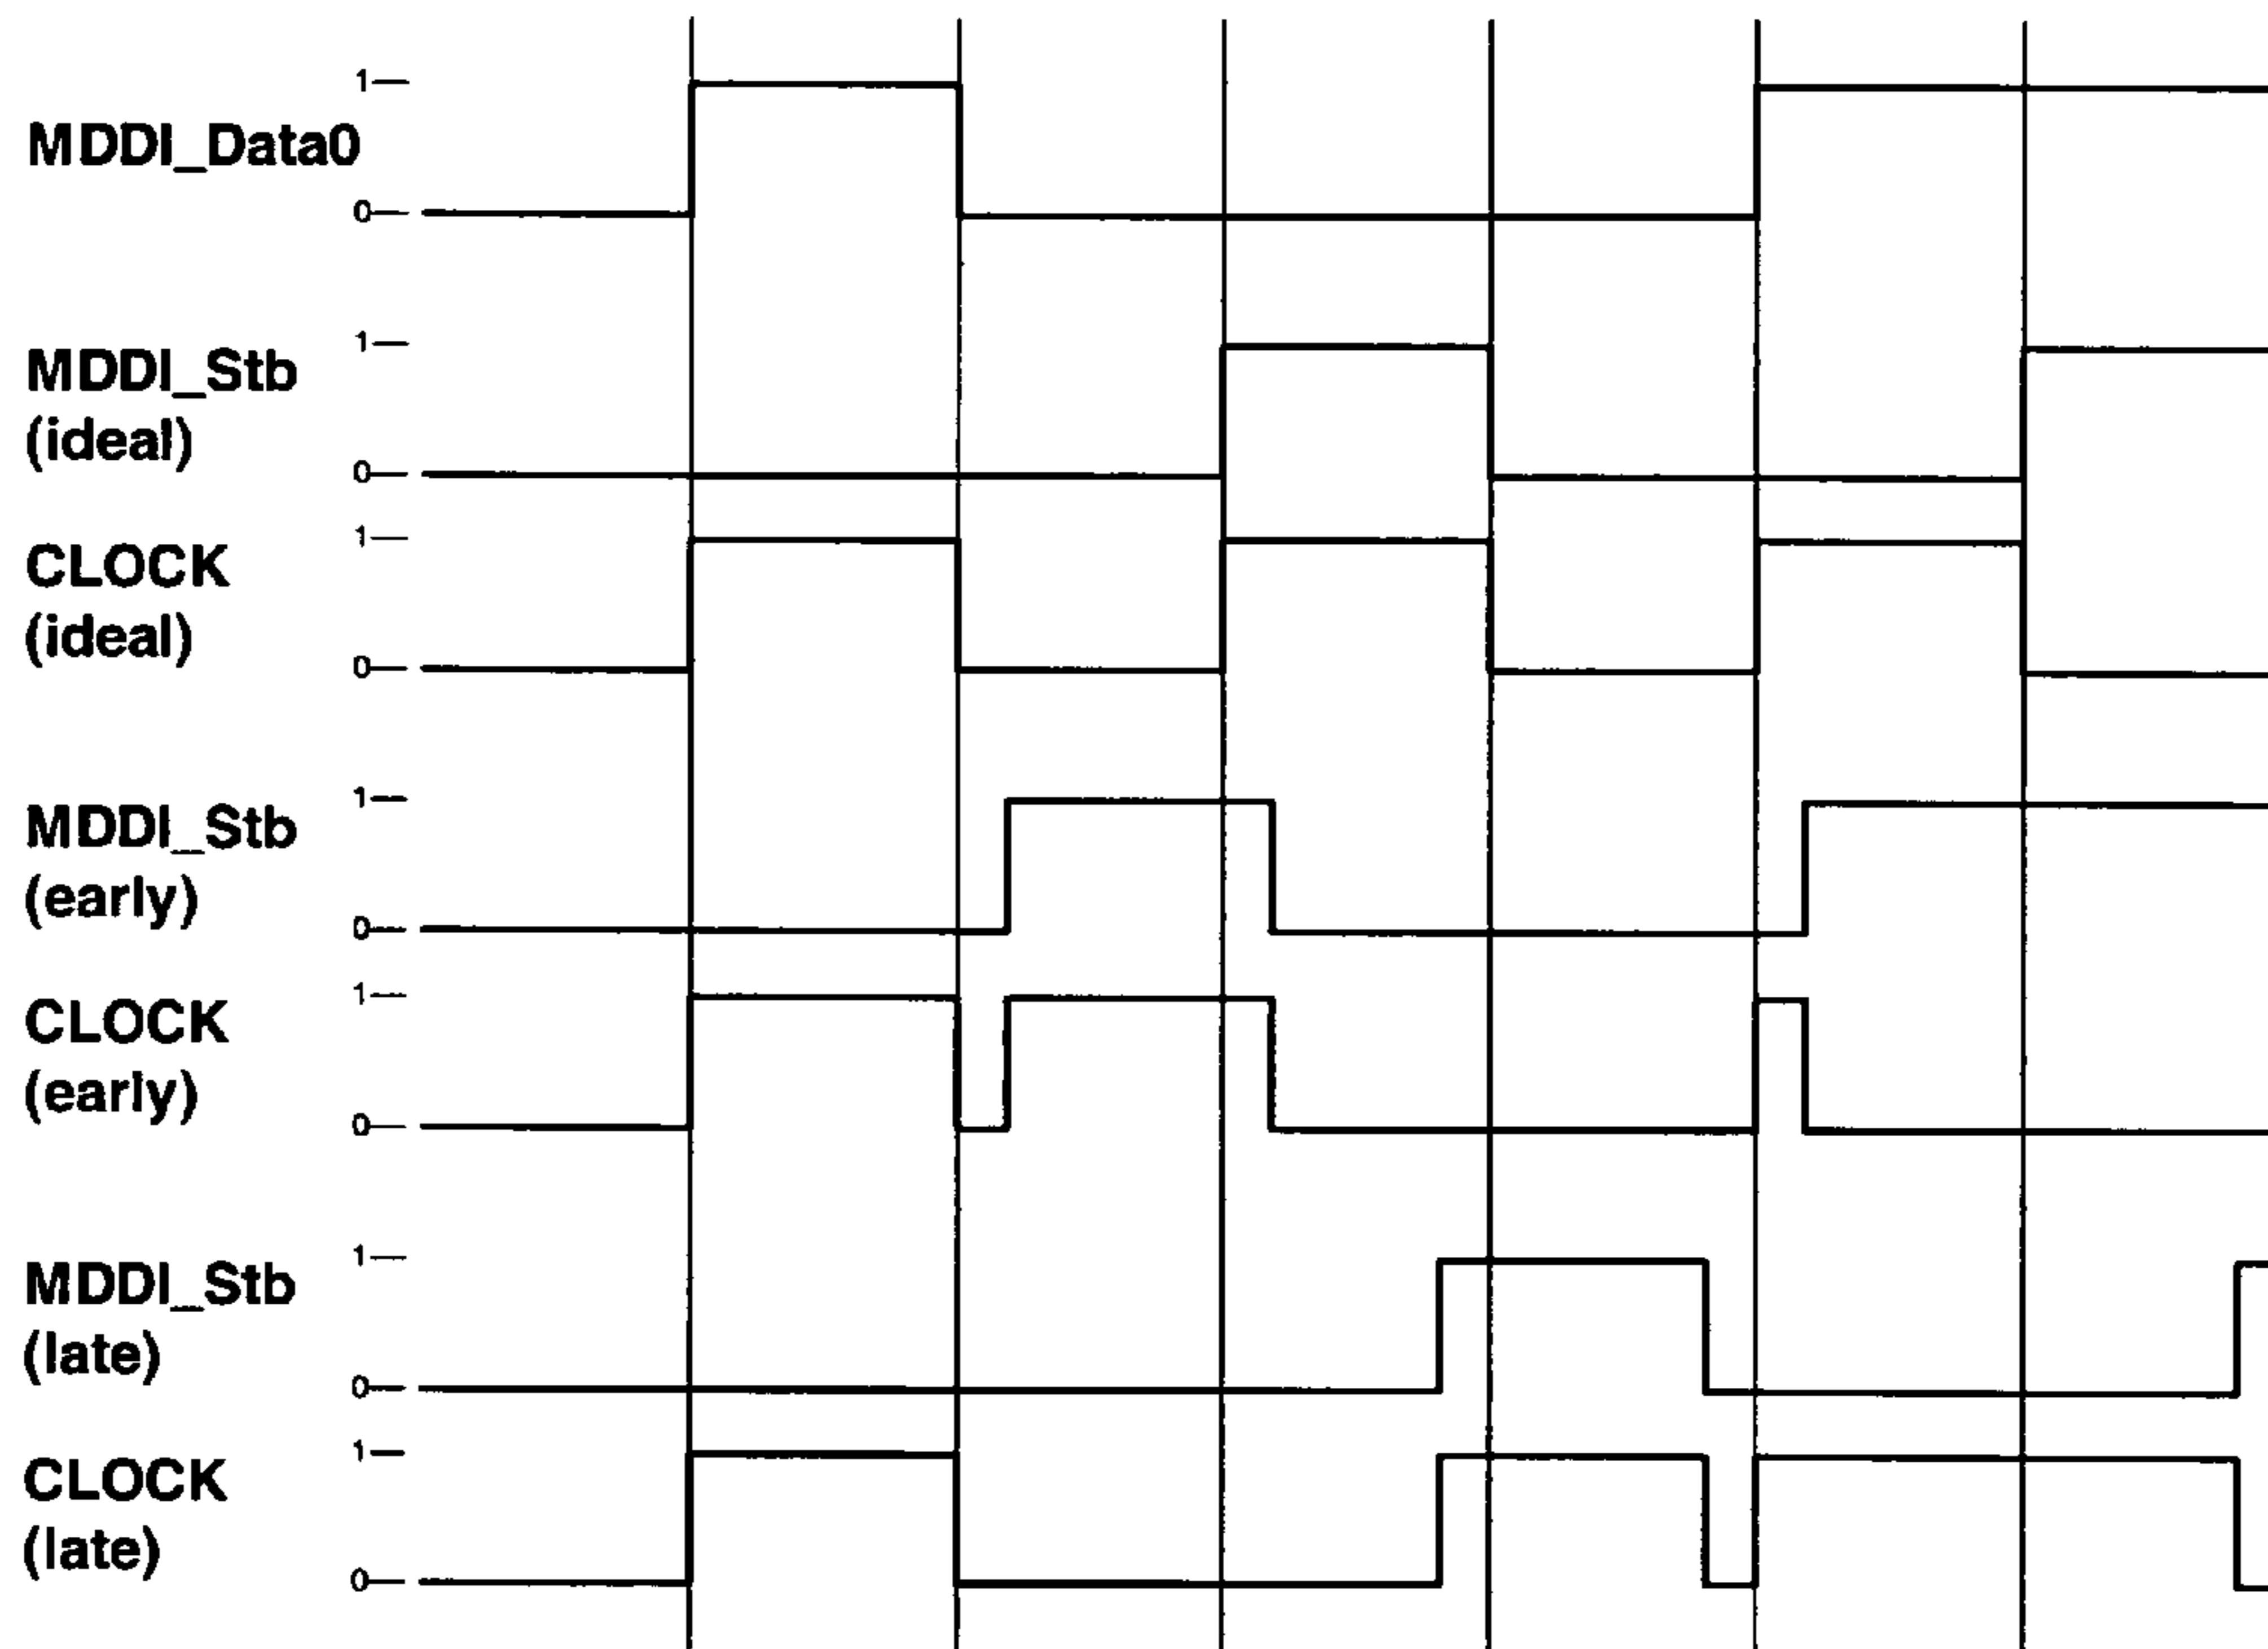 1
MDDI_Data0
0
1
MDDI_Stb
(ideal)
0
1
CLOCK
(ideal)
0
1
MDDI_Stb
(early)
0
1
CLOCK
(early)
0
1
MDDI_Stb
(late)
0
1
CLOCK
(late)
0